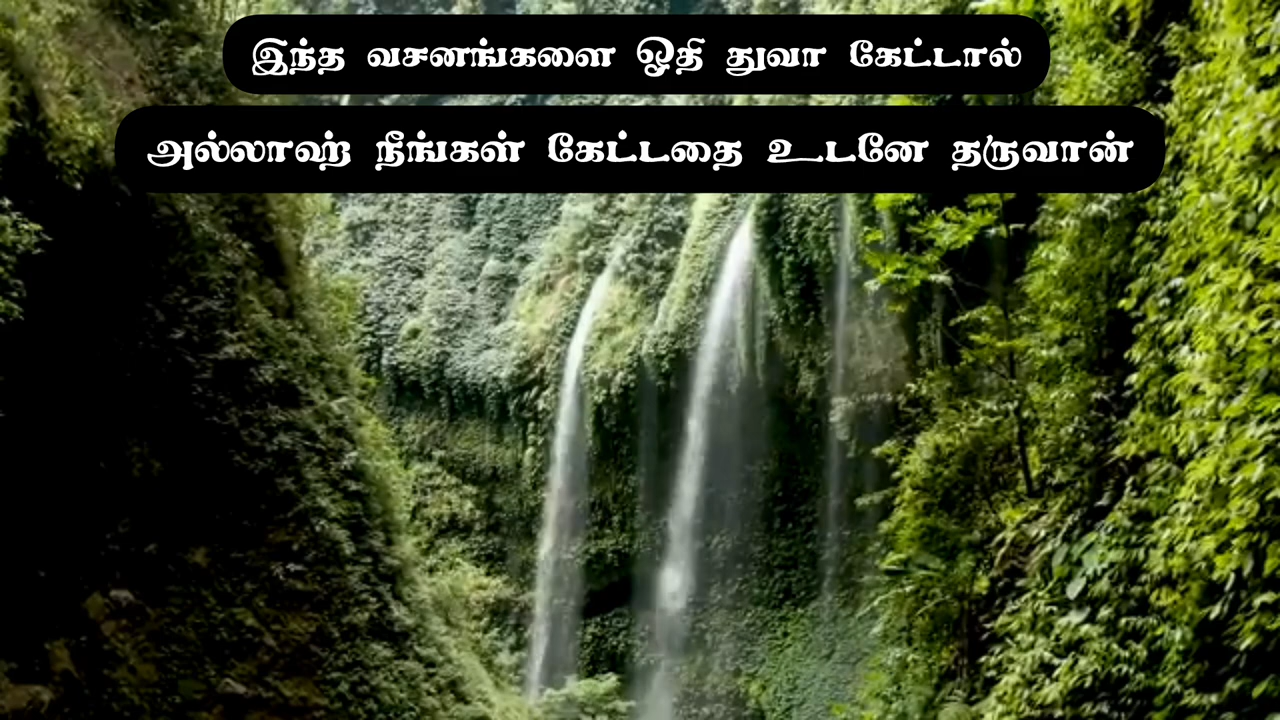 இந்த வசனங்களை ஓதி துவா கேட்டால்
அல்லாஹ் நீங்கள் கேட்டதை உடனே தருவான்